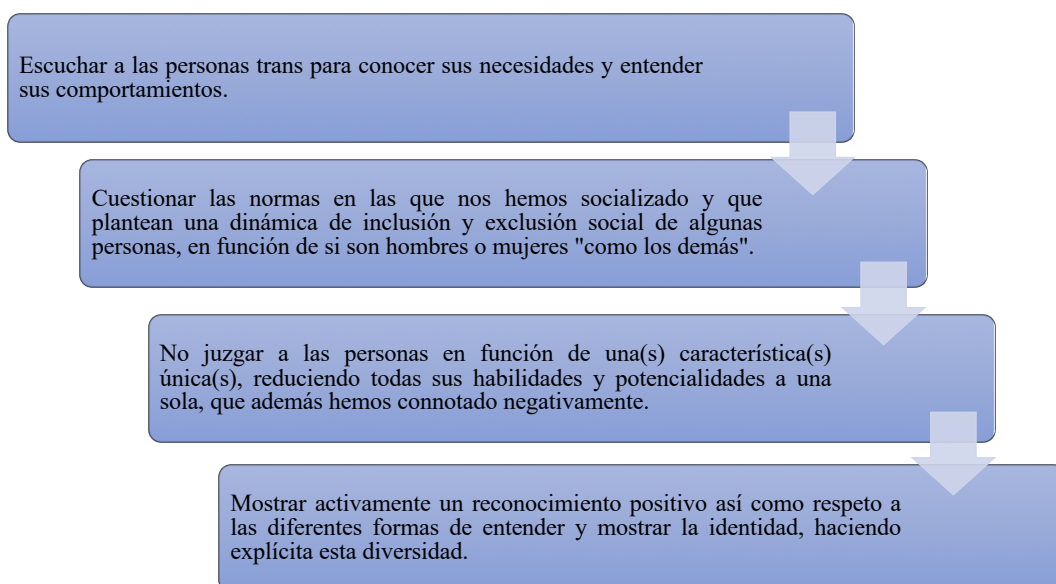 Escuchar a las personas trans para conocer sus necesidades y entender
sus comportamientos.
Cuestionar las normas en las que nos hemos socializado y que
plantean una dinámica de inclusión y exclusión social de algunas
personas, en función de si son hombres o mujeres "como los demás".
No juzgar a las personas en función de una(s) característica(s)
única(s), reduciendo todas sus habilidades y potencialidades a una
sola, que además hemos connotado negativamente.
Mostrar activamente un reconocimiento positivo así como respeto a
las diferentes formas de entender y mostrar la identidad, haciendo
explícita esta diversidad.